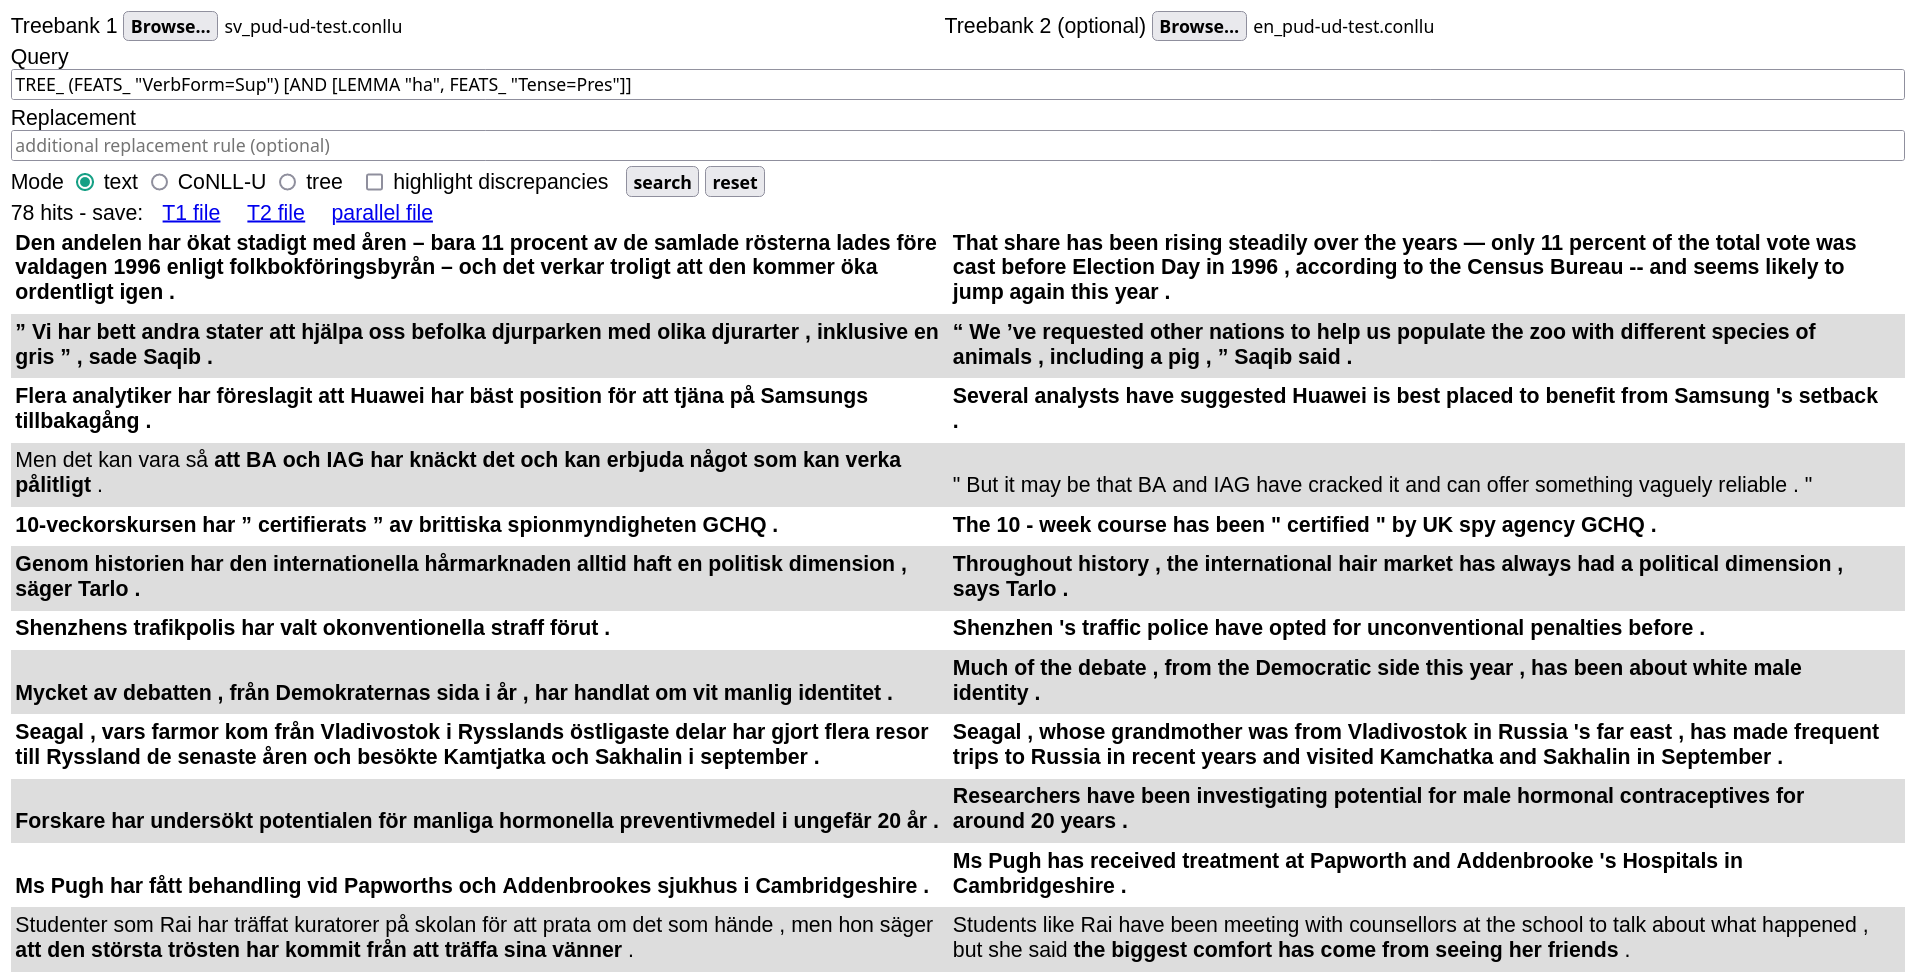 Treebank 1 Browse... sv_pud-ud-test.conllu Treebank 2 (optional) Browse... en_pud-ud-test.conllu
Query
TREE_ (FEATS_ "VerbForm=Sup") [AND [LEMMA "ha", FEATS_ "Tense=Pres"]]
Replacement
additional replacement rule (optional)
Mode text CoNLL-U tree highlight discrepancies search reset
78 hits - save: T1 file T2 file parallel file
Den andelen har ökat stadigt med åren – bara 11 procent av de samlade rösterna lades före
valdagen 1996 enligt folkbokföringsbyrån – och det verkar troligt att den kommer öka
ordentligt igen .
That share has been rising steadily over the years — only 11 percent of the total vote was
cast before Election Day in 1996 , according to the Census Bureau -- and seems likely to
jump again this year .
” Vi har bett andra stater att hjälpa oss befolka djurparken med olika djurarter , inklusive en
gris ” , sade Saqib .
“ We ’ve requested other nations to help us populate the zoo with different species of
animals , including a pig , ” Saqib said .
Flera analytiker har föreslagit att Huawei har bäst position för att tjäna på Samsungs
tillbakagång .
Several analysts have suggested Huawei is best placed to benefit from Samsung 's setback
.
Men det kan vara så att BA och IAG har knäckt det och kan erbjuda något som kan verka
pålitligt .
" But it may be that BA and IAG have cracked it and can offer something vaguely reliable . "
10-veckorskursen har ” certifierats ” av brittiska spionmyndigheten GCHQ .
The 10 - week course has been " certified " by UK spy agency GCHQ .
Genom historien har den internationella hårmarknaden alltid haft en politisk dimension ,
säger Tarlo .
Throughout history , the international hair market has always had a political dimension ,
says Tarlo .
Shenzhens trafikpolis har valt okonventionella straff förut .
Shenzhen 's traffic police have opted for unconventional penalties before .
Mycket av debatten , från Demokraternas sida i år , har handlat om vit manlig identitet .
Much of the debate , from the Democratic side this year , has been about white male
identity .
Seagal , vars farmor kom från Vladivostok i Rysslands östligaste delar har gjort flera resor
till Ryssland de senaste åren och besökte Kamtjatka och Sakhalin i september .
Seagal , whose grandmother was from Vladivostok in Russia 's far east , has made frequent
trips to Russia in recent years and visited Kamchatka and Sakhalin in September .
Forskare har undersökt potentialen för manliga hormonella preventivmedel i ungefär 20 år .
Researchers have been investigating potential for male hormonal contraceptives for
around 20 years .
Ms Pugh har fått behandling vid Papworths och Addenbrookes sjukhus i Cambridgeshire .
Ms Pugh has received treatment at Papworth and Addenbrooke 's Hospitals in
Cambridgeshire .
Studenter som Rai har träffat kuratorer på skolan för att prata om det som hände , men hon säger
att den största trösten har kommit från att träffa sina vänner .
Students like Rai have been meeting with counsellors at the school to talk about what happened ,
but she said the biggest comfort has come from seeing her friends .